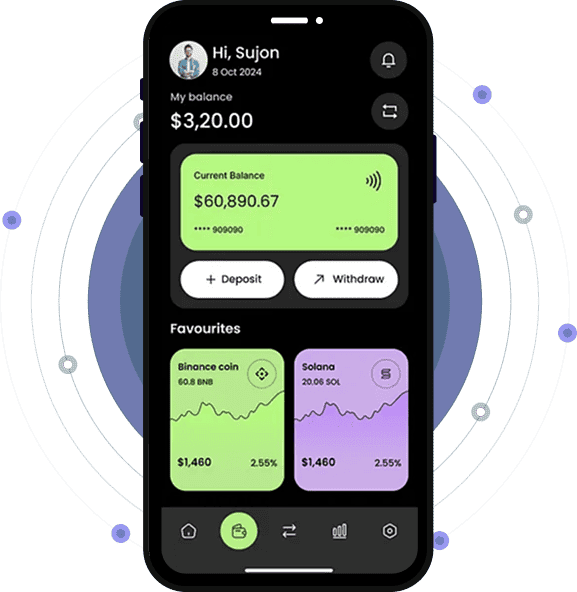 Hi, Sujon
8 Oct 2024
My balance
$3,20.00
Current Balance
$60,890.67
**** 909090 **** 909090
+ Deposit
Withdraw
Favourites
Binance coin
60.8 BNB
$1,460 2.55%
Solana
20.06 SOL
$1,460 2.55%